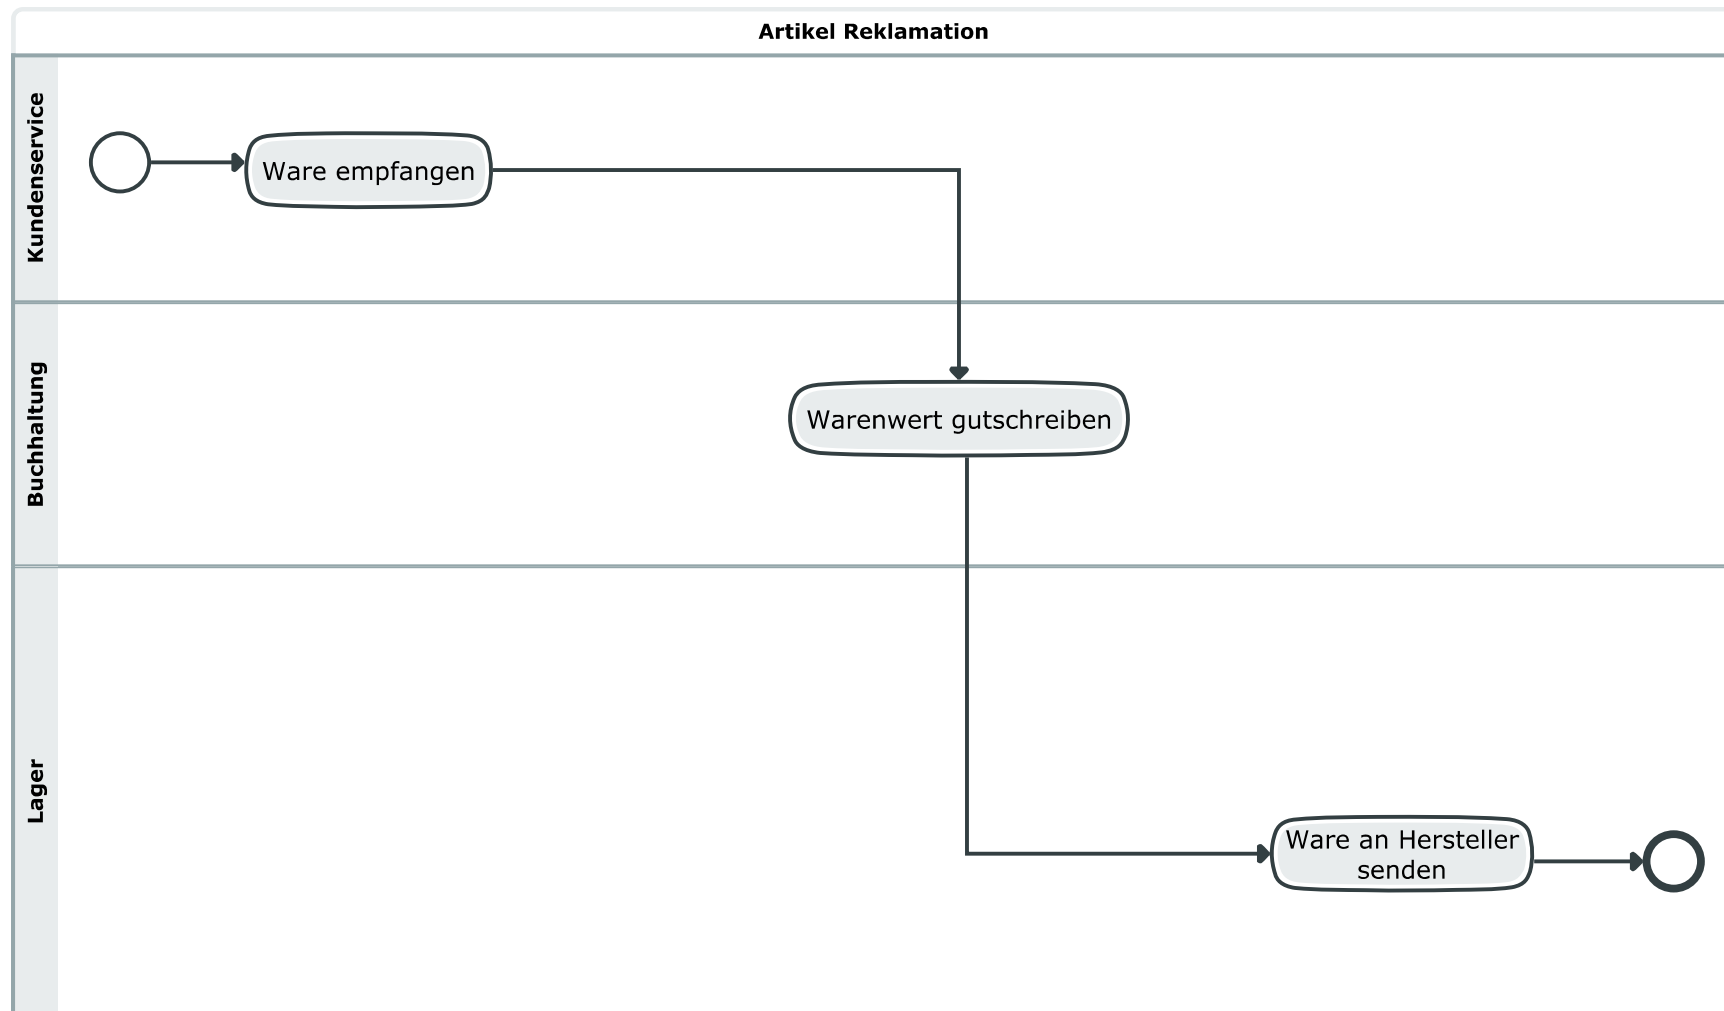 Artikel Reklamation
Kundenservice
Ware empfangen
Buchhaltung
Warenwert gutschreiben
Lager
Ware an Hersteller
senden